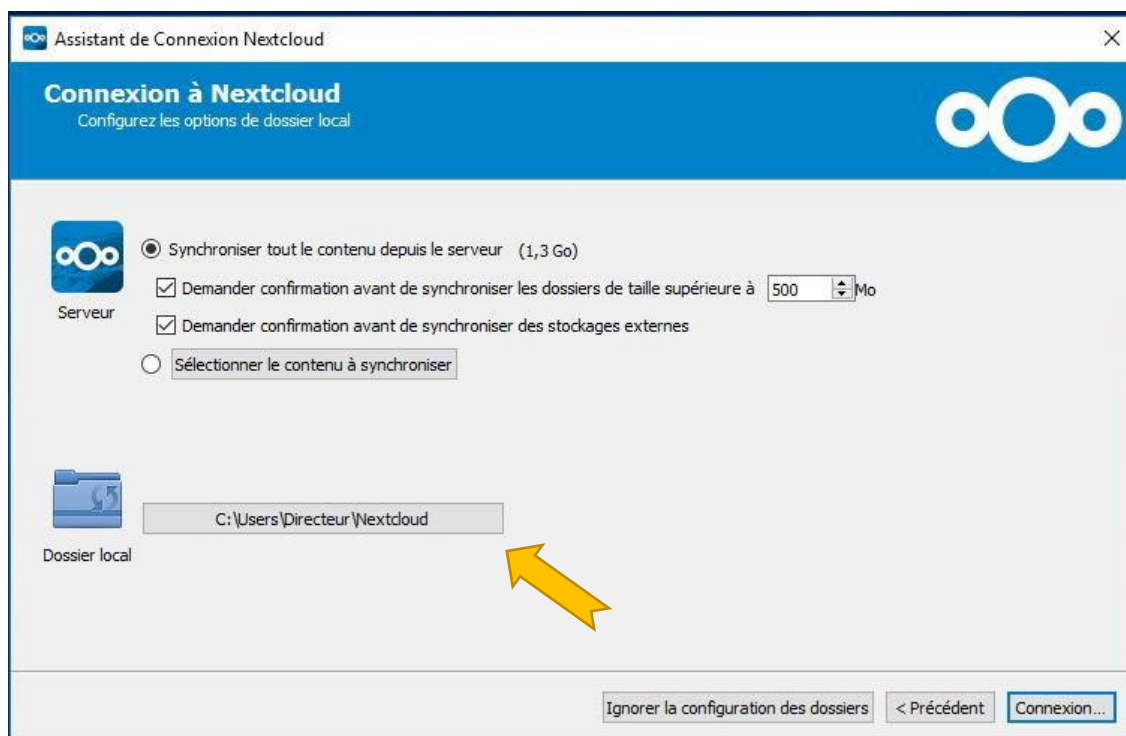 Assistant de Connexion Nextcloud
Connexion à Nextcloud
Configurez les options de dossier local
Synchroniser tout le contenu depuis le serveur (1,3 Go)
Demander confirmation avant de synchroniser les dossiers de taille supérieure à 500 Mo
Serveur
Demander confirmation avant de synchroniser des stockages externes
Sélectionner le contenu à synchroniser
C:\Users\Directeur\Nextcloud
Dossier local
Ignorer la configuration des dossiers < Précédent Connexion...